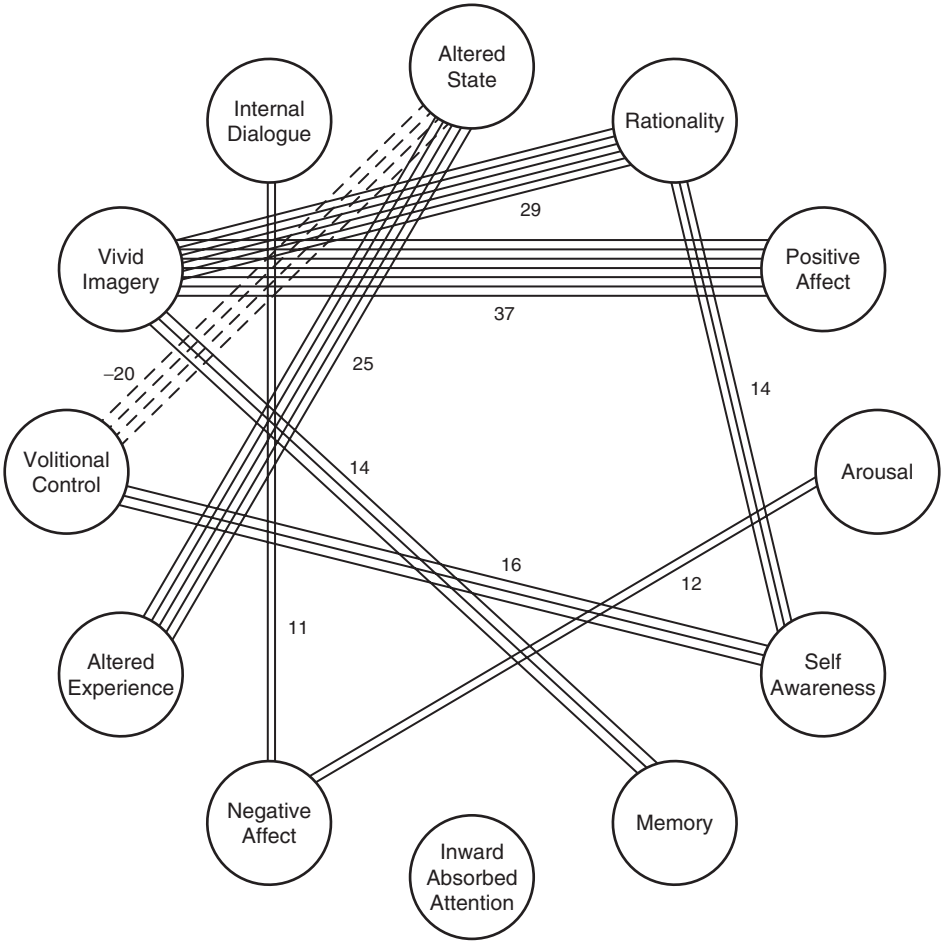 Altered
State
Internal
Dialogue
Rationality
29
Vivid
Imagery
Positive
Affect
37
25
–20
14
Volitional
Control
14
Arousal
16
12
11
Altered
Experience
Self
Awareness
Negative
Affect
Memory
Inward
Absorbed
Attention